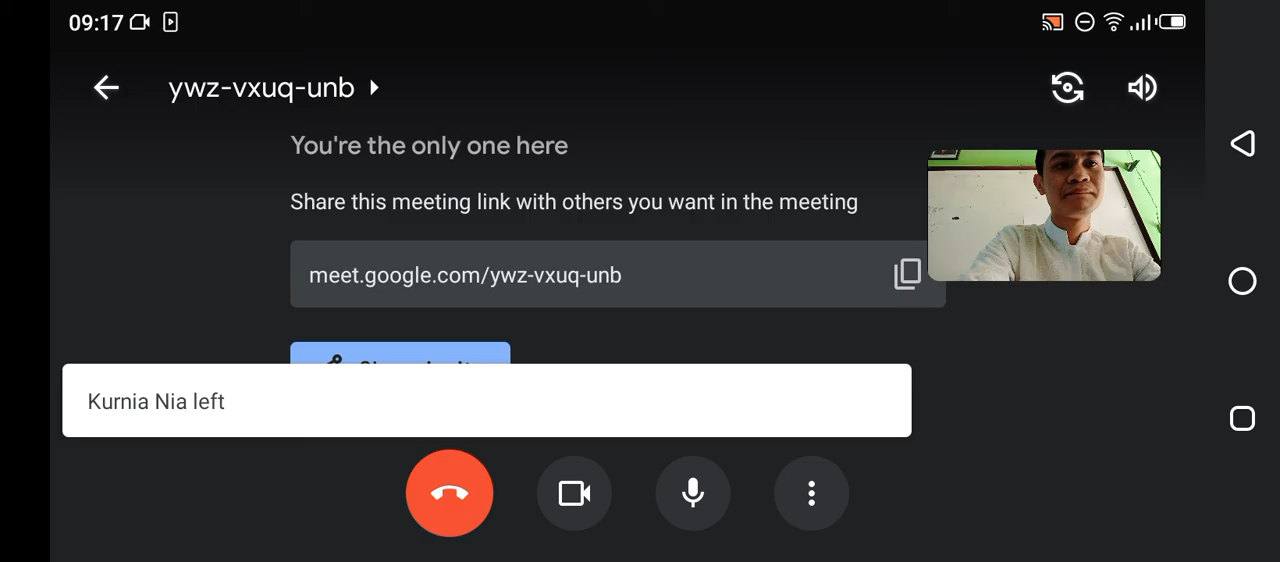 09:17
ywz-vxuq-unb
You're the only one here
Share this meeting link with others you want in the meeting
meet.google.com/ywz-vxuq-unb
Kurnia Nia left